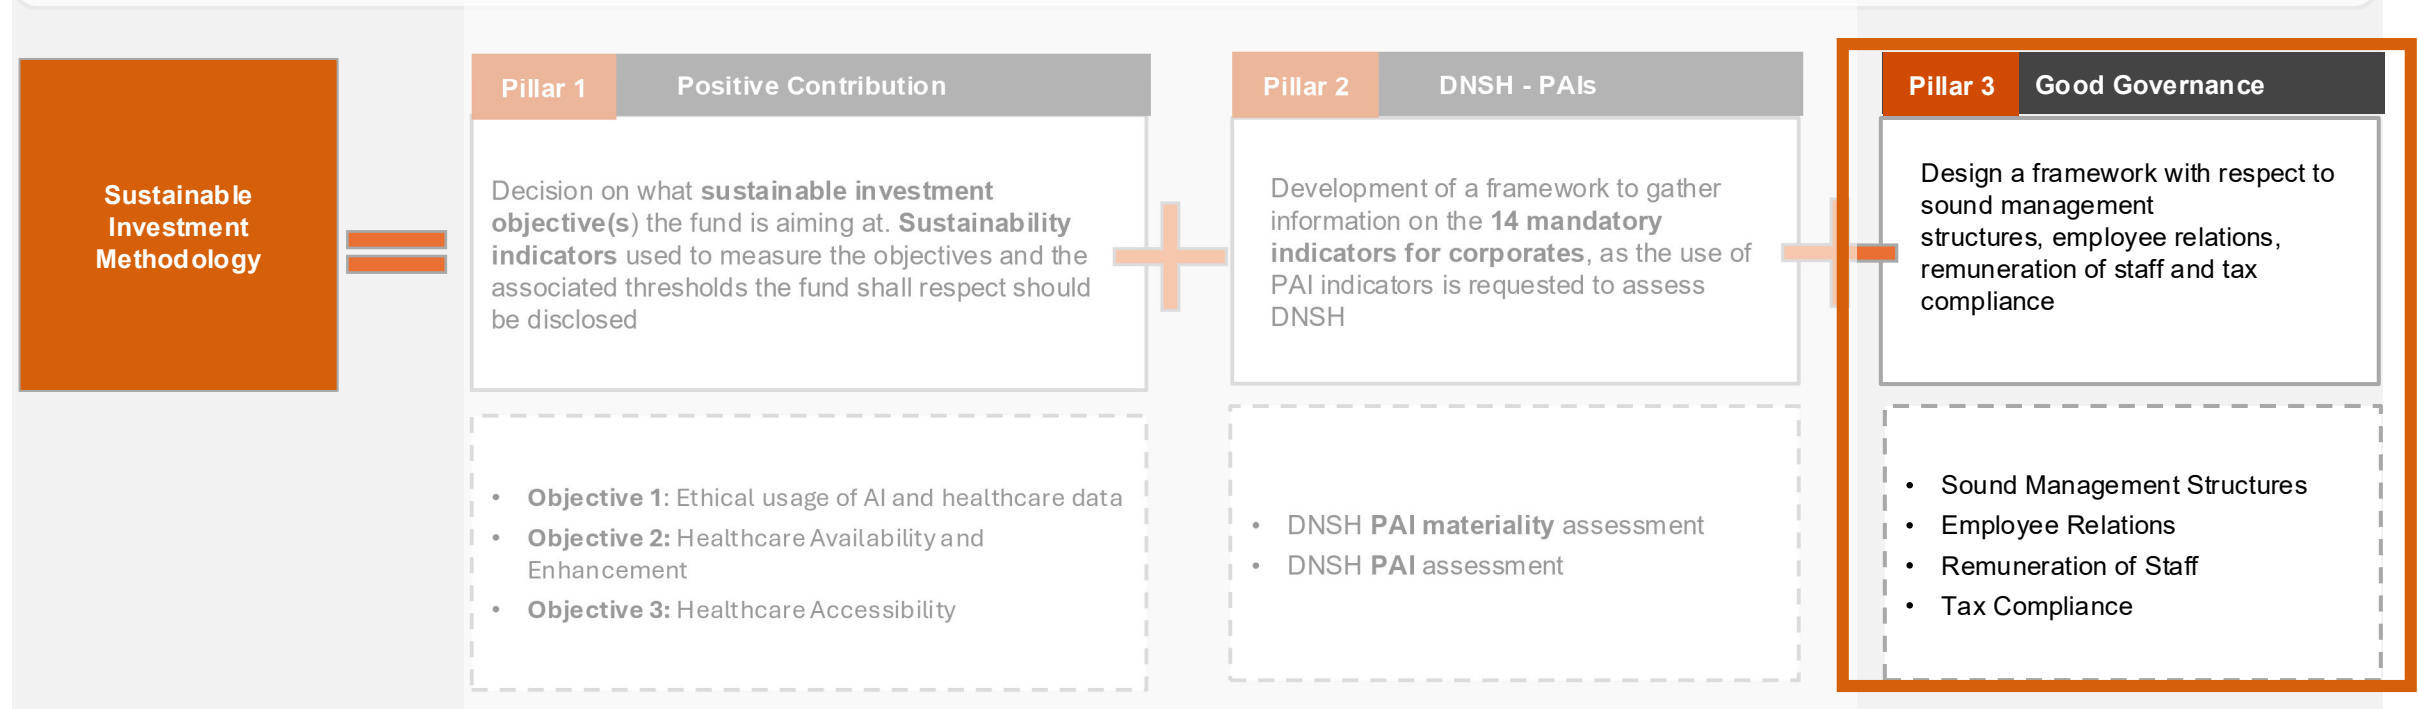 Sustainable
Investment
Methodology
Pillar 1
Positive Contribution
Decision on what sustainable investment
objective(s) the fund is aiming at. Sustainability
indicators used to measure the objectives and the
associated thresholds the fund shall respect should
be disclosed
• Objective 1: Ethical usage of AI and healthcare data
• Objective 2: Healthcare Availability and
Enhancement
• Objective 3: Healthcare Accessibility
Pillar 2
DNSH - PAIs
Development of a framework to gather
information on the 14 mandatory
indicators for corporates, as the use of
PAI indicators is requested to assess
DNSH
• DNSH PAI materiality assessment
• DNSH PAI assessment
Pillar 3
Good Governance
Design a framework with respect to
sound management
structures, employee relations,
remuneration of staff and tax
compliance
• Sound Management Structures
• Employee Relations
• Remuneration of Staff
• Tax Compliance